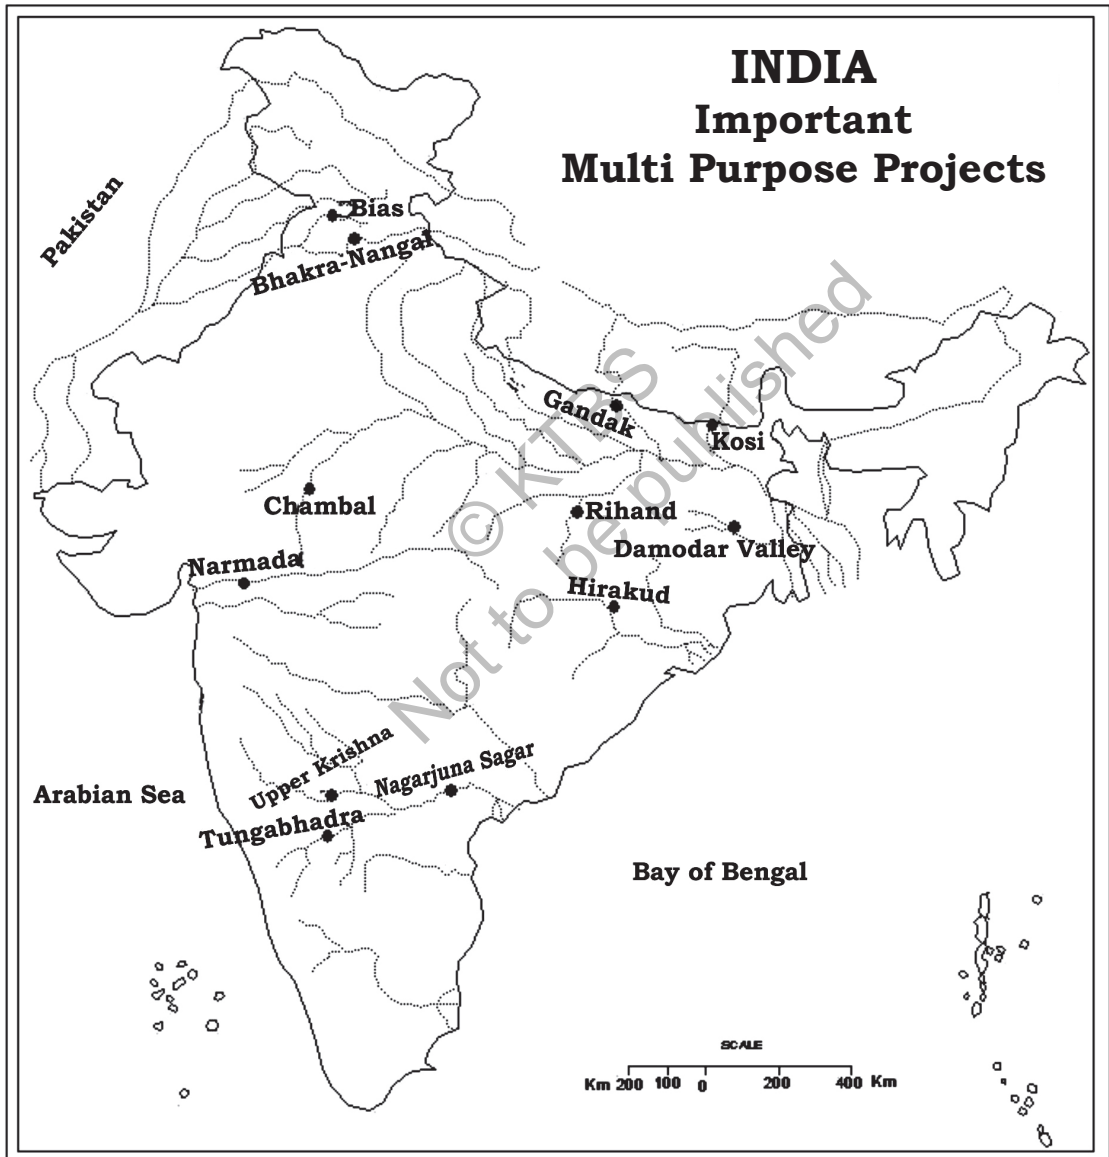 INDIA
Important
Multi Purpose Projects
Pakistan
Bias
Bhakra-Nangal
Gandak
Kosi
Chambal
Rihand
Damodar Valley
Narmada
Hirakud
© KTBS
Not to be published
Upper Krishna
Nagarjuna Sagar
Arabian Sea
Tungabhadra
Bay of Bengal
SCALE
Km 200 100 0 200 400 Km